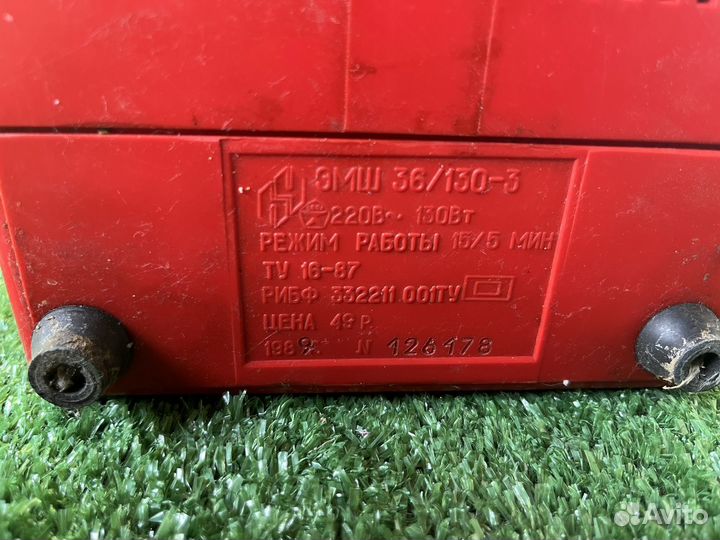 ЭМШ 36/130-3
220В~ 130Вт
РЕЖИМ РАБОТЫ 15/5 МИН
ТУ 16-87
РИБФ 332211.001ТУ
ЦЕНА 49 Р.
1989. N 126178
Avito